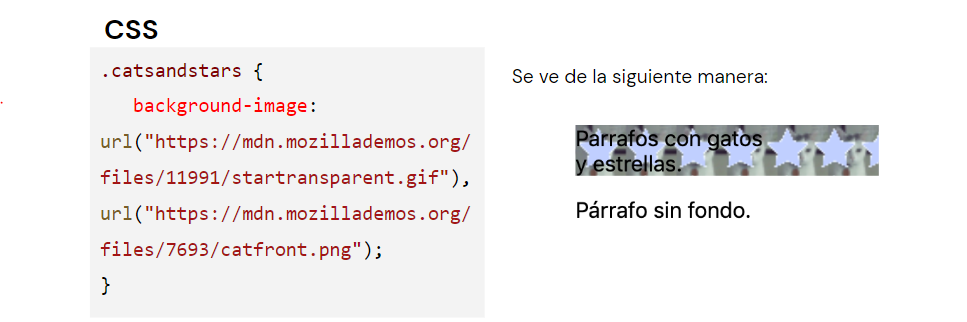 CSS
.catsandstars {
background-image:
url("https://mdn.mozillademos.org/
files/11991/startransparent.gif"),
url("https://mdn.mozillademos.org/
files/7693/catfront.png");
}
Se ve de la siguiente manera:
Párrafos con gatos
y estrellas.
Párrafo sin fondo.